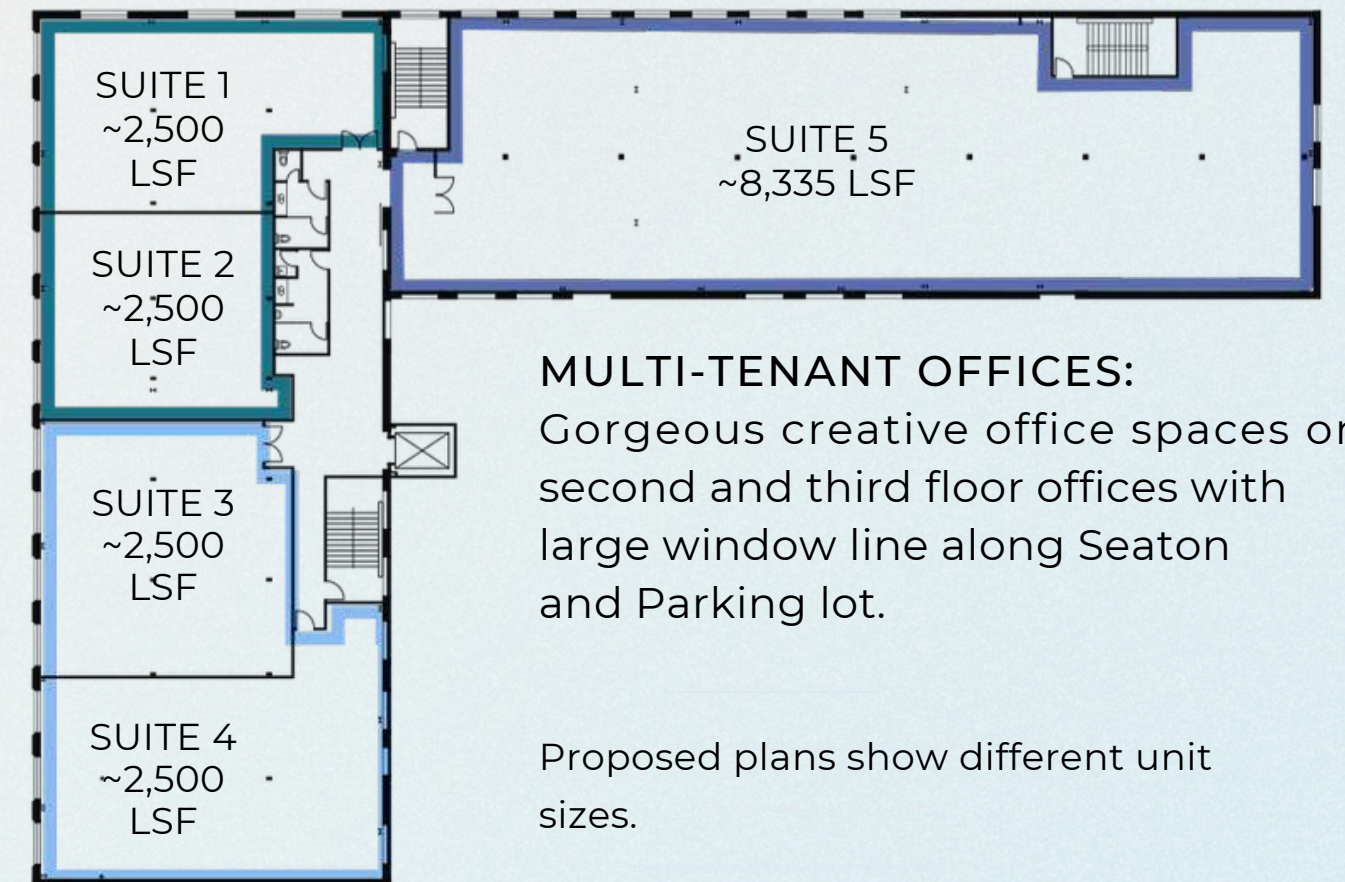 SUITE 1
~2,500
LSF
SUITE 2
~2,500
LSF
SUITE 3
~2,500
LSF
SUITE 4
~2,500
LSF
SUITE 5
~8,335 LSF
MULTI-TENANT OFFICES:
Gorgeous creative office spaces
second and third floor offices with
large window line along Seaton
and Parking lot.
Proposed plans show different unit
sizes.